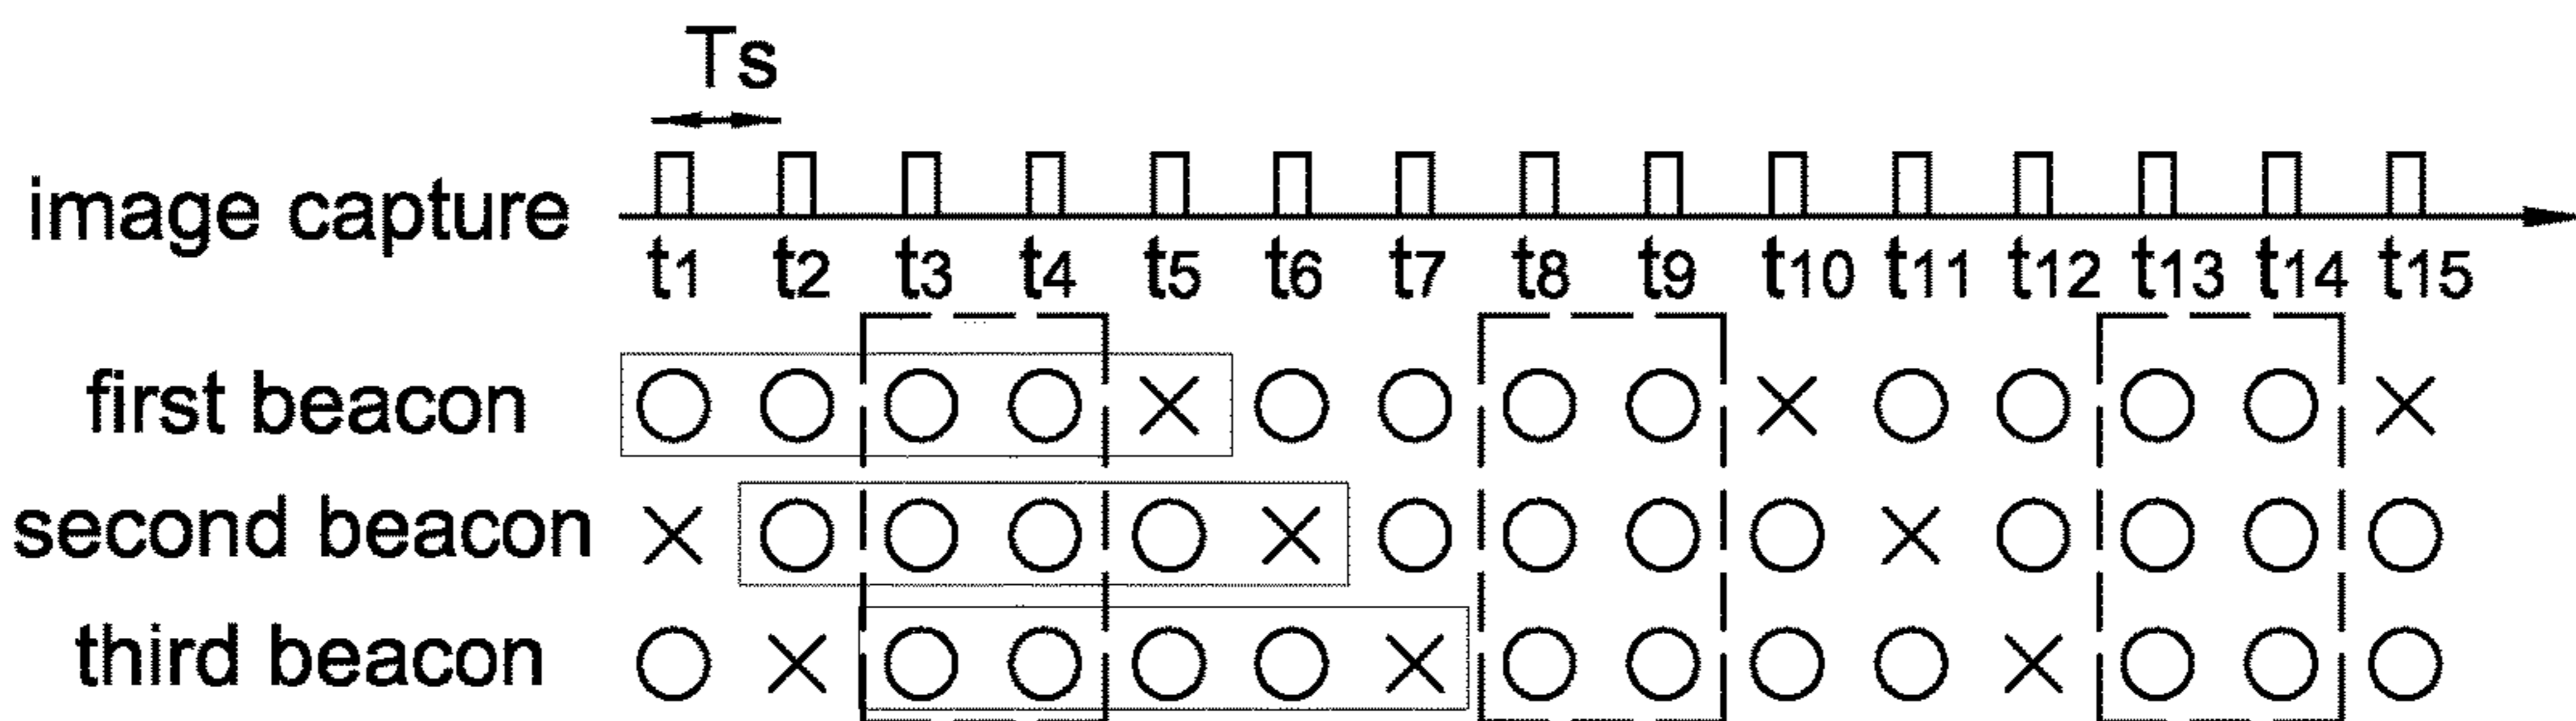 Ts
image capture
t1 t2 t3 t4 t5 t6 t7 t8 t9 t10 t11 t12 t13 t14 t15
first beacon
second beacon
third beacon